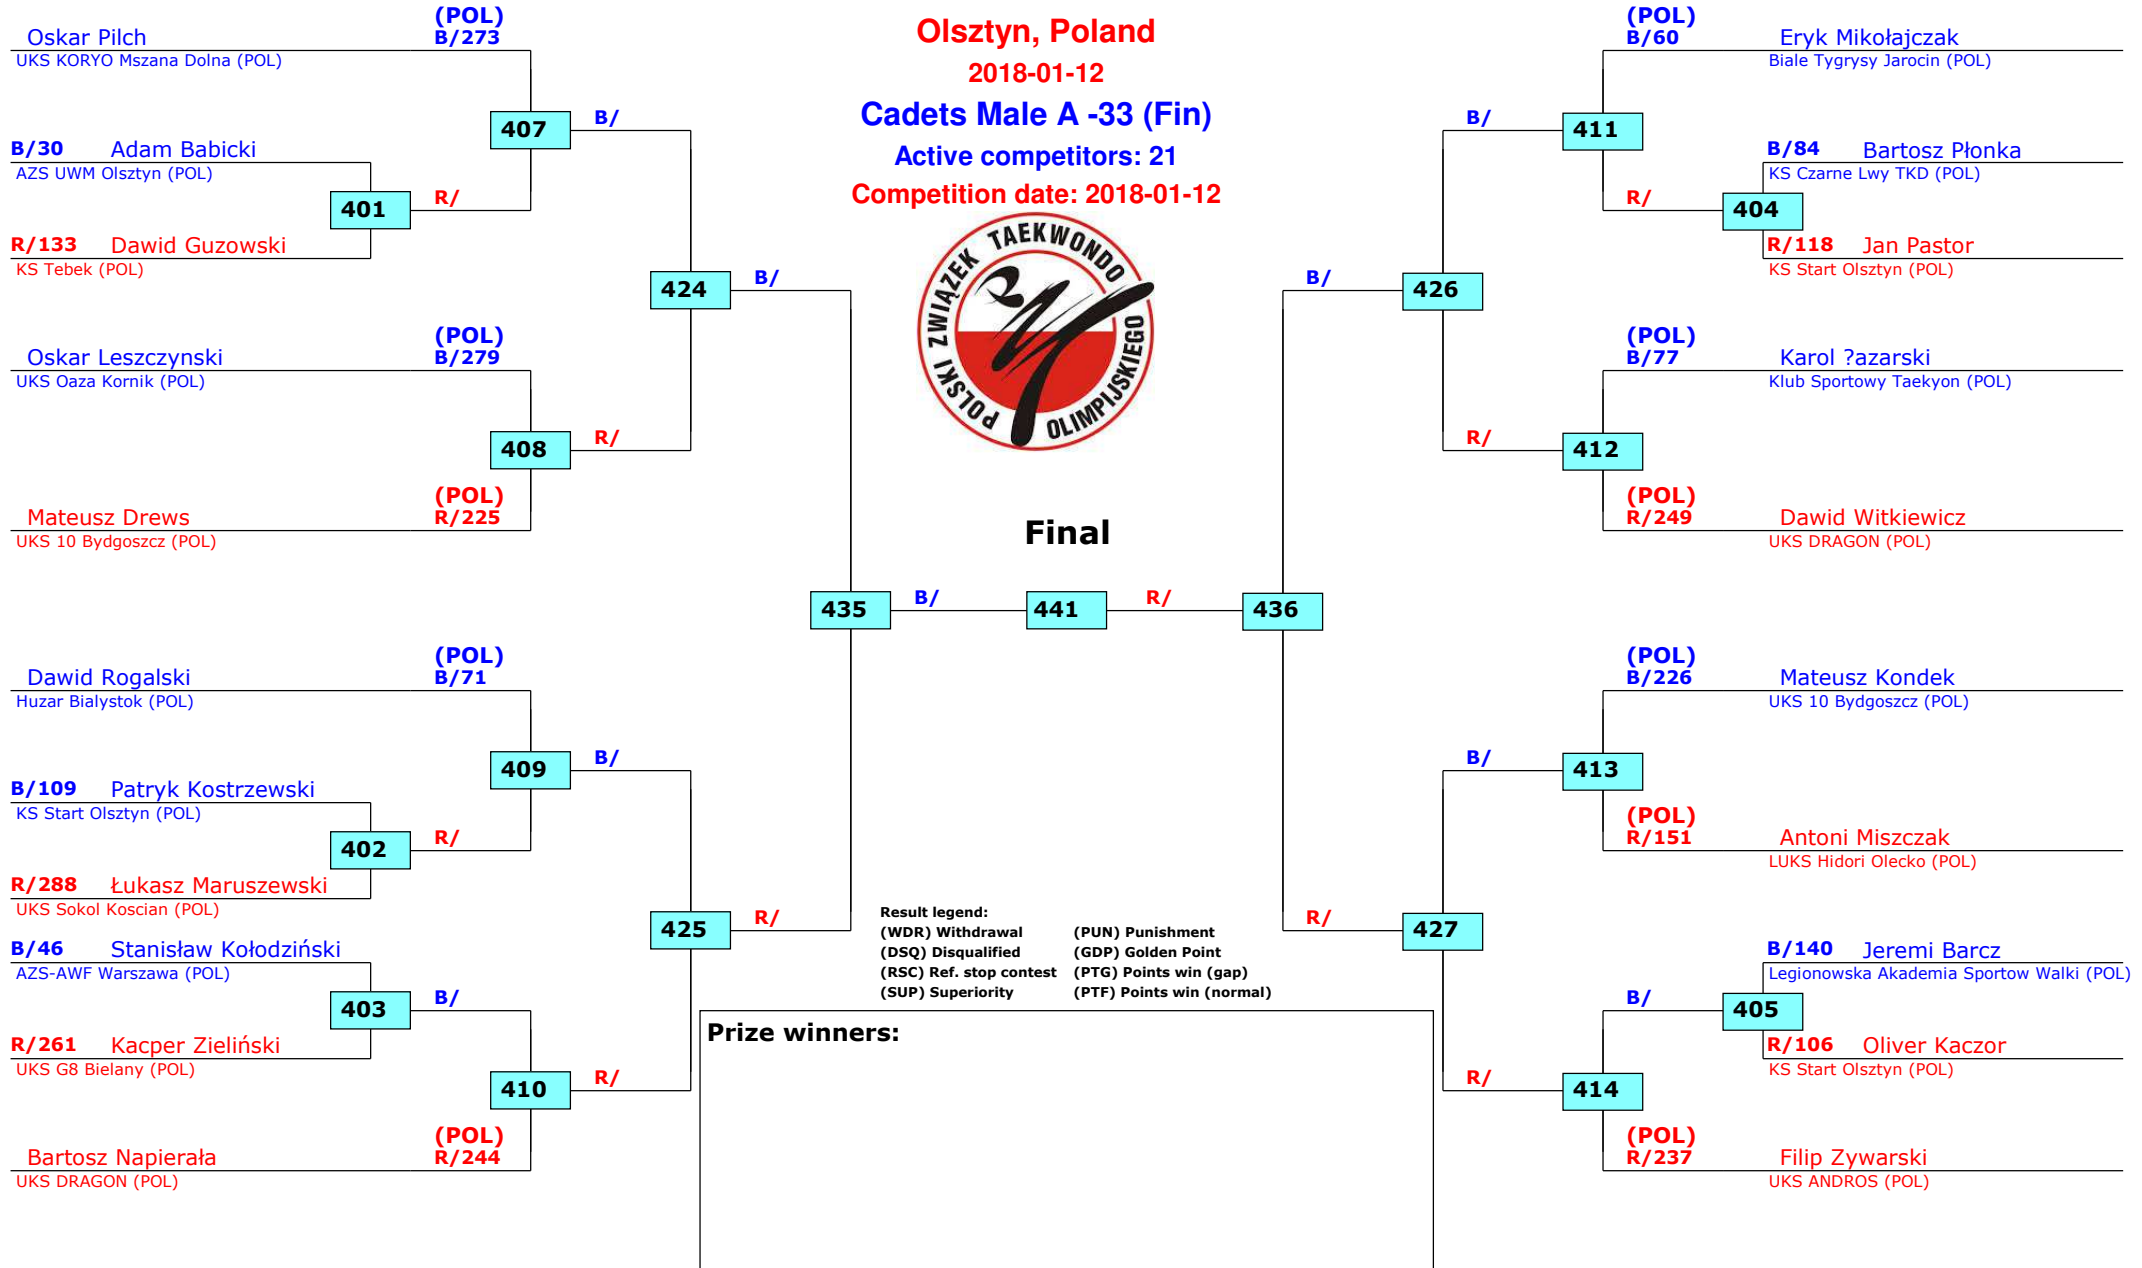 Olsztyn, Poland
2018-01-12
Cadets Male A -33 (Fin)
Active competitors: 21
Competition date: 2018-01-12
POLSKI ZWIĄZEK TAEKWONDO OLIMPIJSKIEGO
(POL)
Oskar Pilch B/273
UKS KORYO Mszana Dolna (POL)
407 B/
B/30 Adam Babicki
AZS UWM Olsztyn (POL)
401 R/
R/133 Dawid Guzowski
KS Tebek (POL)
424 B/
(POL)
Oskar Leszczynski B/279
UKS Oaza Kornik (POL)
408 R/
(POL)
Mateusz Drews R/225
UKS 10 Bydgoszcz (POL)
(POL)
Dawid Rogalski B/71
Huzar Bialystok (POL)
409 B/
B/109 Patryk Kostrzewski
KS Start Olsztyn (POL)
402 R/
R/288 Łukasz Maruszewski
UKS Sokol Koscian (POL)
425 R/
B/46 Stanisław Kołodziński
AZS-AWF Warszawa (POL)
403 B/
R/261 Kacper Zieliński
UKS G8 Bielany (POL)
410 R/
(POL)
Bartosz Napierała R/244
UKS DRAGON (POL)
Final
435 B/ 441 R/ 436
(POL)
B/60 Eryk Mikołajczak
Biale Tygrysy Jarocin (POL)
B/ 411
B/84 Bartosz Płonka
KS Czarne Lwy TKD (POL)
R/ 404
R/118 Jan Pastor
KS Start Olsztyn (POL)
B/ 426
(POL)
B/77 Karol ?azarski
Klub Sportowy Taekyon (POL)
R/ 412
(POL)
R/249 Dawid Witkiewicz
UKS DRAGON (POL)
(POL)
B/226 Mateusz Kondek
UKS 10 Bydgoszcz (POL)
B/ 413
(POL)
R/151 Antoni Miszczak
LUKS Hidori Olecko (POL)
R/ 427
B/140 Jeremi Barcz
Legionowska Akademia Sportow Walki (POL)
B/ 405
R/106 Oliver Kaczor
KS Start Olsztyn (POL)
R/ 414
(POL)
R/237 Filip Zywarski
UKS ANDROS (POL)
Result legend:
(WDR) Withdrawal (PUN) Punishment
(DSQ) Disqualified (GDP) Golden Point
(RSC) Ref. stop contest (PTG) Points win (gap)
(SUP) Superiority (PTF) Points win (normal)
Prize winners: